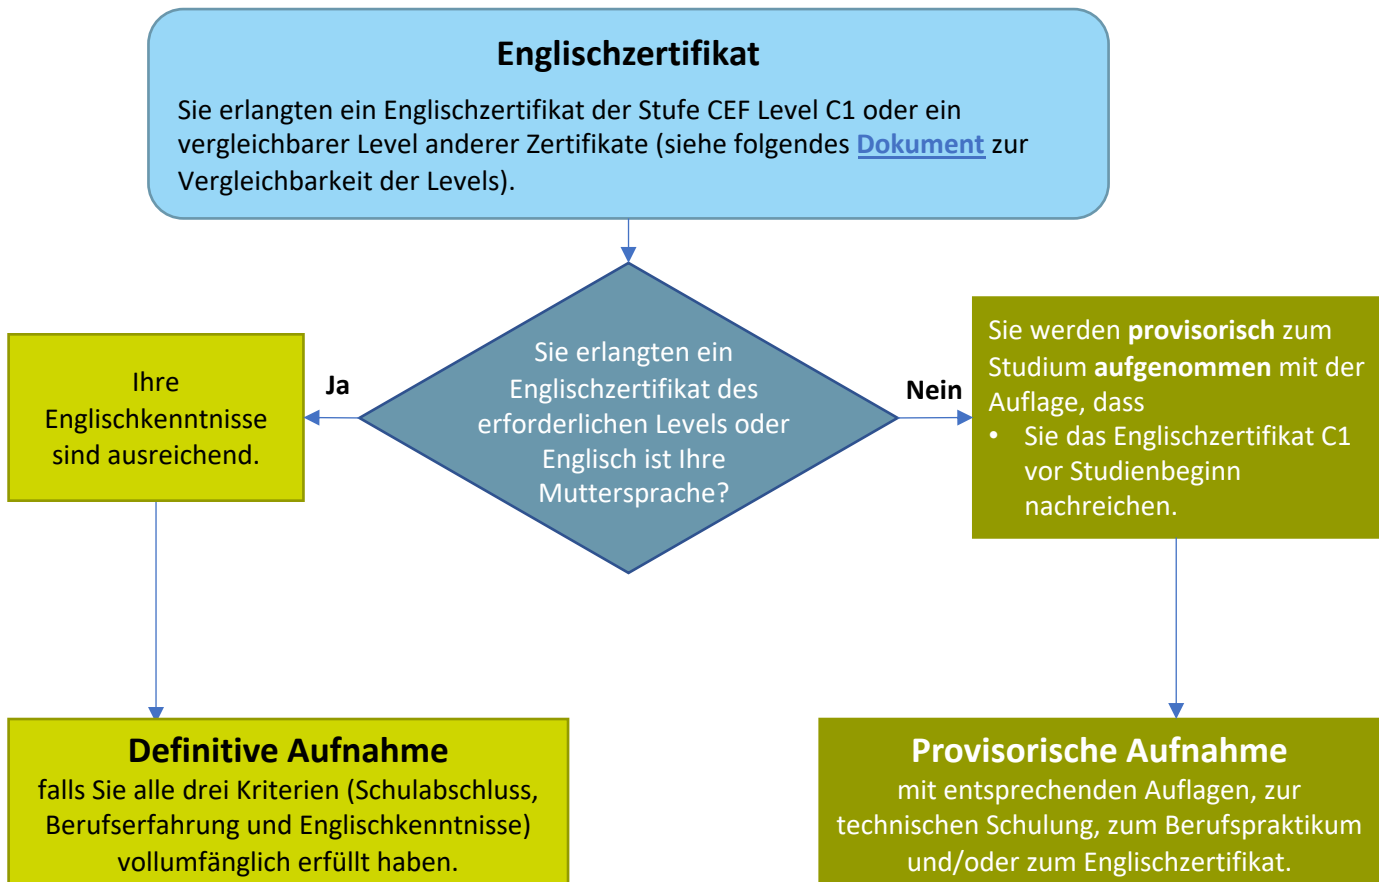 Englischzertifikat
Sie erlangten ein Englischzertifikat der Stufe CEF Level C1 oder ein
vergleichbarer Level anderer Zertifikate (siehe folgendes Dokument zur
Vergleichbarkeit der Levels).
Ihre
Englischkenntnisse
sind ausreichend.
Ja
Sie erlangten ein
Englischzertifikat des
erforderlichen Levels oder
Englisch ist Ihre
Muttersprache?
Nein
Sie werden provisorisch zum
Studium aufgenommen mit der
Auflage, dass
• Sie das Englischzertifikat C1
vor Studienbeginn
nachreichen.
Definitive Aufnahme
falls Sie alle drei Kriterien (Schulabschluss,
Berufserfahrung und Englischkenntnisse)
vollumfänglich erfüllt haben.
Provisorische Aufnahme
mit entsprechenden Auflagen, zur
technischen Schulung, zum Berufspraktikum
und/oder zum Englischzertifikat.